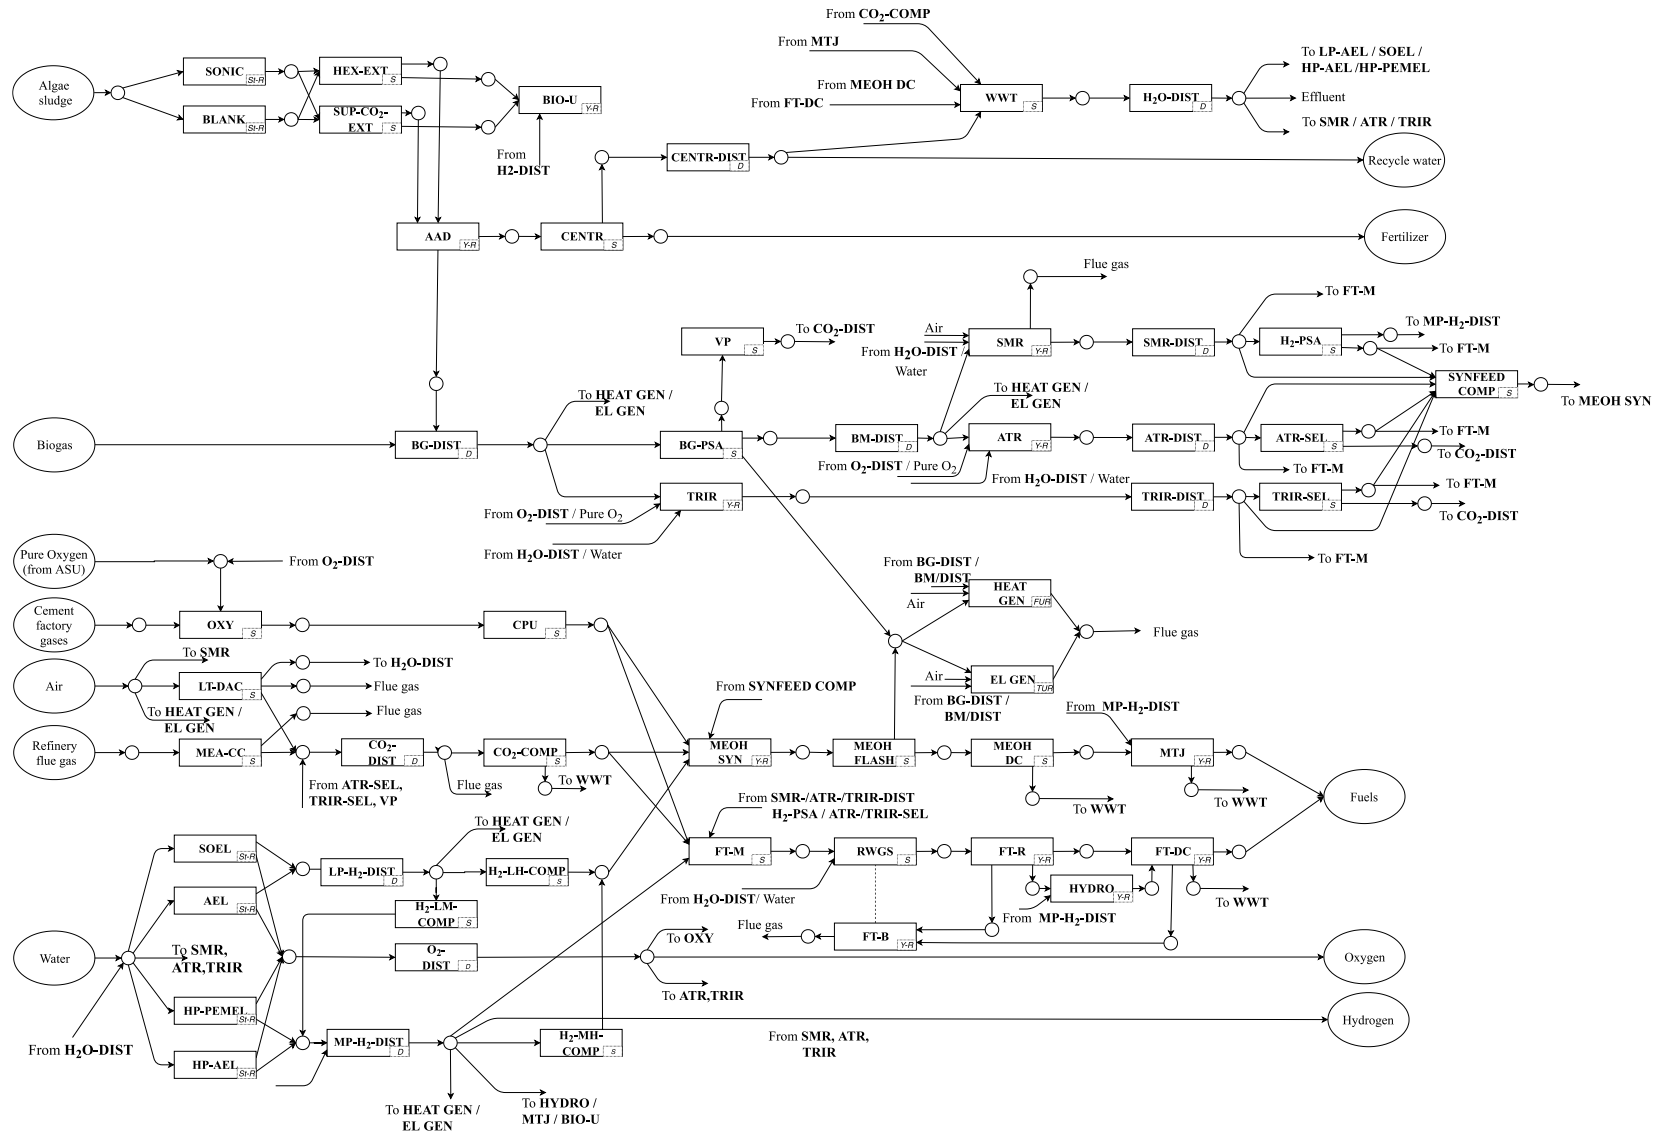 From CO₂-COMP
From MTJ
To LP-AEL / SOEL /
HP-AEL /HP-PEMEL
Algae
sludge
SONIC
St-R
HEX-EXT
S
BIO-U
Y-R
From MEOH DC
From FT-DC
WWT
S
H₂O-DIST
D
Effluent
BLANK
St-R
SUP-CO₂-
EXT
S
To SMR / ATR / TRIR
From
H2-DIST
CENTR-DIST
D
Recycle water
AAD
Y-R
CENTR
S
Fertilizer
Flue gas
To FT-M
VP
S
To CO₂-DIST
Air
From H₂O-DIST /
Water
SMR
Y-R
SMR-DIST
D
H₂-PSA
S
To MP-H₂-DIST
To FT-M
SYNFEED
COMP
S
To MEOH SYN
To HEAT GEN /
EL GEN
To HEAT GEN /
EL GEN
Biogas
BG-DIST
D
BG-PSA
S
BM-DIST
D
ATR
Y-R
ATR-DIST
D
ATR-SEL
S
To FT-M
To CO₂-DIST
From O₂-DIST / Pure O₂
To FT-M
From H₂O-DIST / Water
TRIR
Y-R
TRIR-DIST
D
TRIR-SEL
S
To FT-M
To CO₂-DIST
From O₂-DIST / Pure O₂
From H₂O-DIST / Water
To FT-M
Pure Oxygen
(from ASU)
From O₂-DIST
From BG-DIST /
BM/DIST
Air
HEAT
GEN
FUR
Cement
factory
gases
OXY
S
CPU
S
Flue gas
To SMR
Air
LT-DAC
S
To H₂O-DIST
Flue gas
To HEAT GEN /
EL GEN
Flue gas
From SYNFEED COMP
Air
EL GEN
TUR
From BG-DIST /
BM/DIST
From MP-H₂-DIST
Refinery
flue gas
MEA-CC
S
CO₂-
DIST
D
CO₂-COMP
S
MEOH
SYN
Y-R
MEOH
FLASH
S
MEOH
DC
S
MTJ
Y-R
From ATR-SEL,
TRIR-SEL, VP
Flue gas
To WWT
To WWT
To WWT
Fuels
From SMR-/ATR-/TRIR-DIST
H₂-PSA / ATR-/TRIR-SEL
To HEAT GEN /
EL GEN
SOEL
St-R
LP-H₂-DIST
D
H₂-LH-COMP
S
FT-M
S
RWGS
S
FT-R
Y-R
FT-DC
Y-R
HYDRO
Y-R
From H₂O-DIST/ Water
From MP-H₂-DIST
To WWT
AEL
St-R
H₂-LM-
COMP
S
FT-B
Y-R
Flue gas
To OXY
Water
To SMR,
ATR,TRIR
O₂-
DIST
D
Oxygen
To ATR,TRIR
HP-PEMEL
St-R
Hydrogen
From H₂O-DIST
HP-AEL
St-R
MP-H₂-DIST
D
H₂-MH-
COMP
S
From SMR, ATR,
TRIR
To HEAT GEN /
EL GEN
To HYDRO /
MTJ / BIO-U